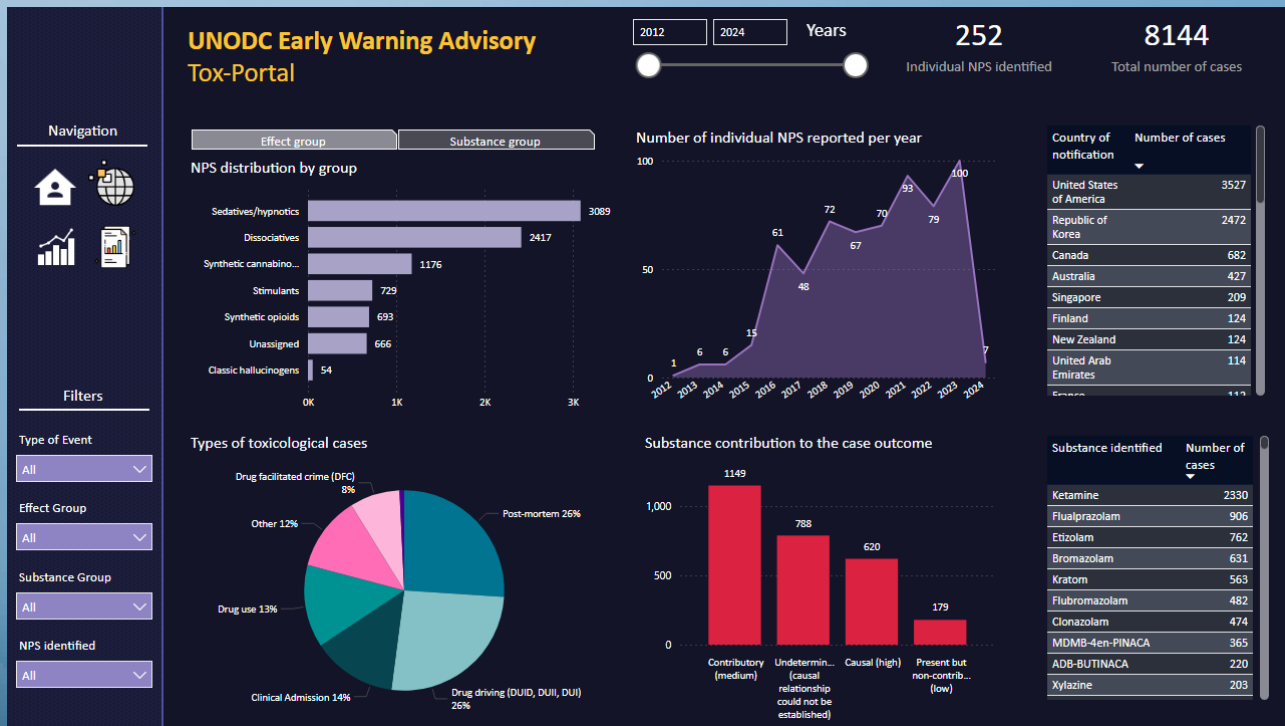 UNODC Early Warning Advisory
Tox-Portal
2012
2024
Years
252
Individual NPS identified
8144
Total number of cases
Navigation
Filters
Type of Event
All
Effect Group
All
Substance Group
All
NPS identified
All
Effect group
Substance group
NPS distribution by group
Sedatives/hypnotics
3089
Dissociatives
2417
Synthetic cannabino...
1176
Stimulants
729
Synthetic opioids
693
Unassigned
666
Classic hallucinogens
54
0K
1K
2K
3K
Number of individual NPS reported per year
100
50
0
1
6
6
15
61
48
72
67
70
93
79
100
7
2012
2013
2014
2015
2016
2017
2018
2019
2020
2021
2022
2023
2024
Country of
notification
Number of cases
United States
of America
3527
Republic of
Korea
2472
Canada
682
Australia
427
Singapore
209
Finland
124
New Zealand
124
United Arab
Emirates
114
France
112
Types of toxicological cases
Drug facilitated crime (DFC)
8%
Other 12%
Drug use 13%
Clinical Admission 14%
Post-mortem 26%
Drug driving (DUID, DUII, DUI)
26%
Substance contribution to the case outcome
1,000
500
0
1149
788
620
179
Contributory
(medium)
Undetermin...
(causal
relationship
could not be
established)
Causal (high)
Present but
non-contrib...
(low)
Substance identified
Number of
cases
Ketamine
2330
Flualprazolam
906
Etizolam
762
Bromazolam
631
Kratom
563
Flubromazolam
482
Clonazolam
474
MDMB-4en-PINACA
365
ADB-BUTINACA
220
Xylazine
203